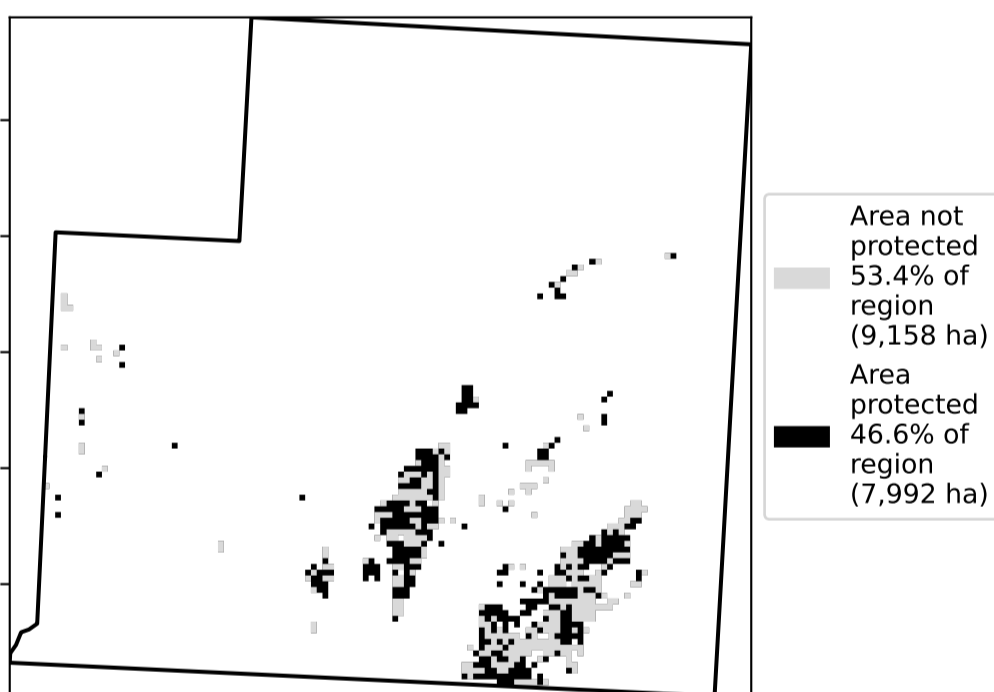 Area not
protected
53.4% of
region
(9,158 ha)
Area
protected
46.6% of
region
(7,992 ha)